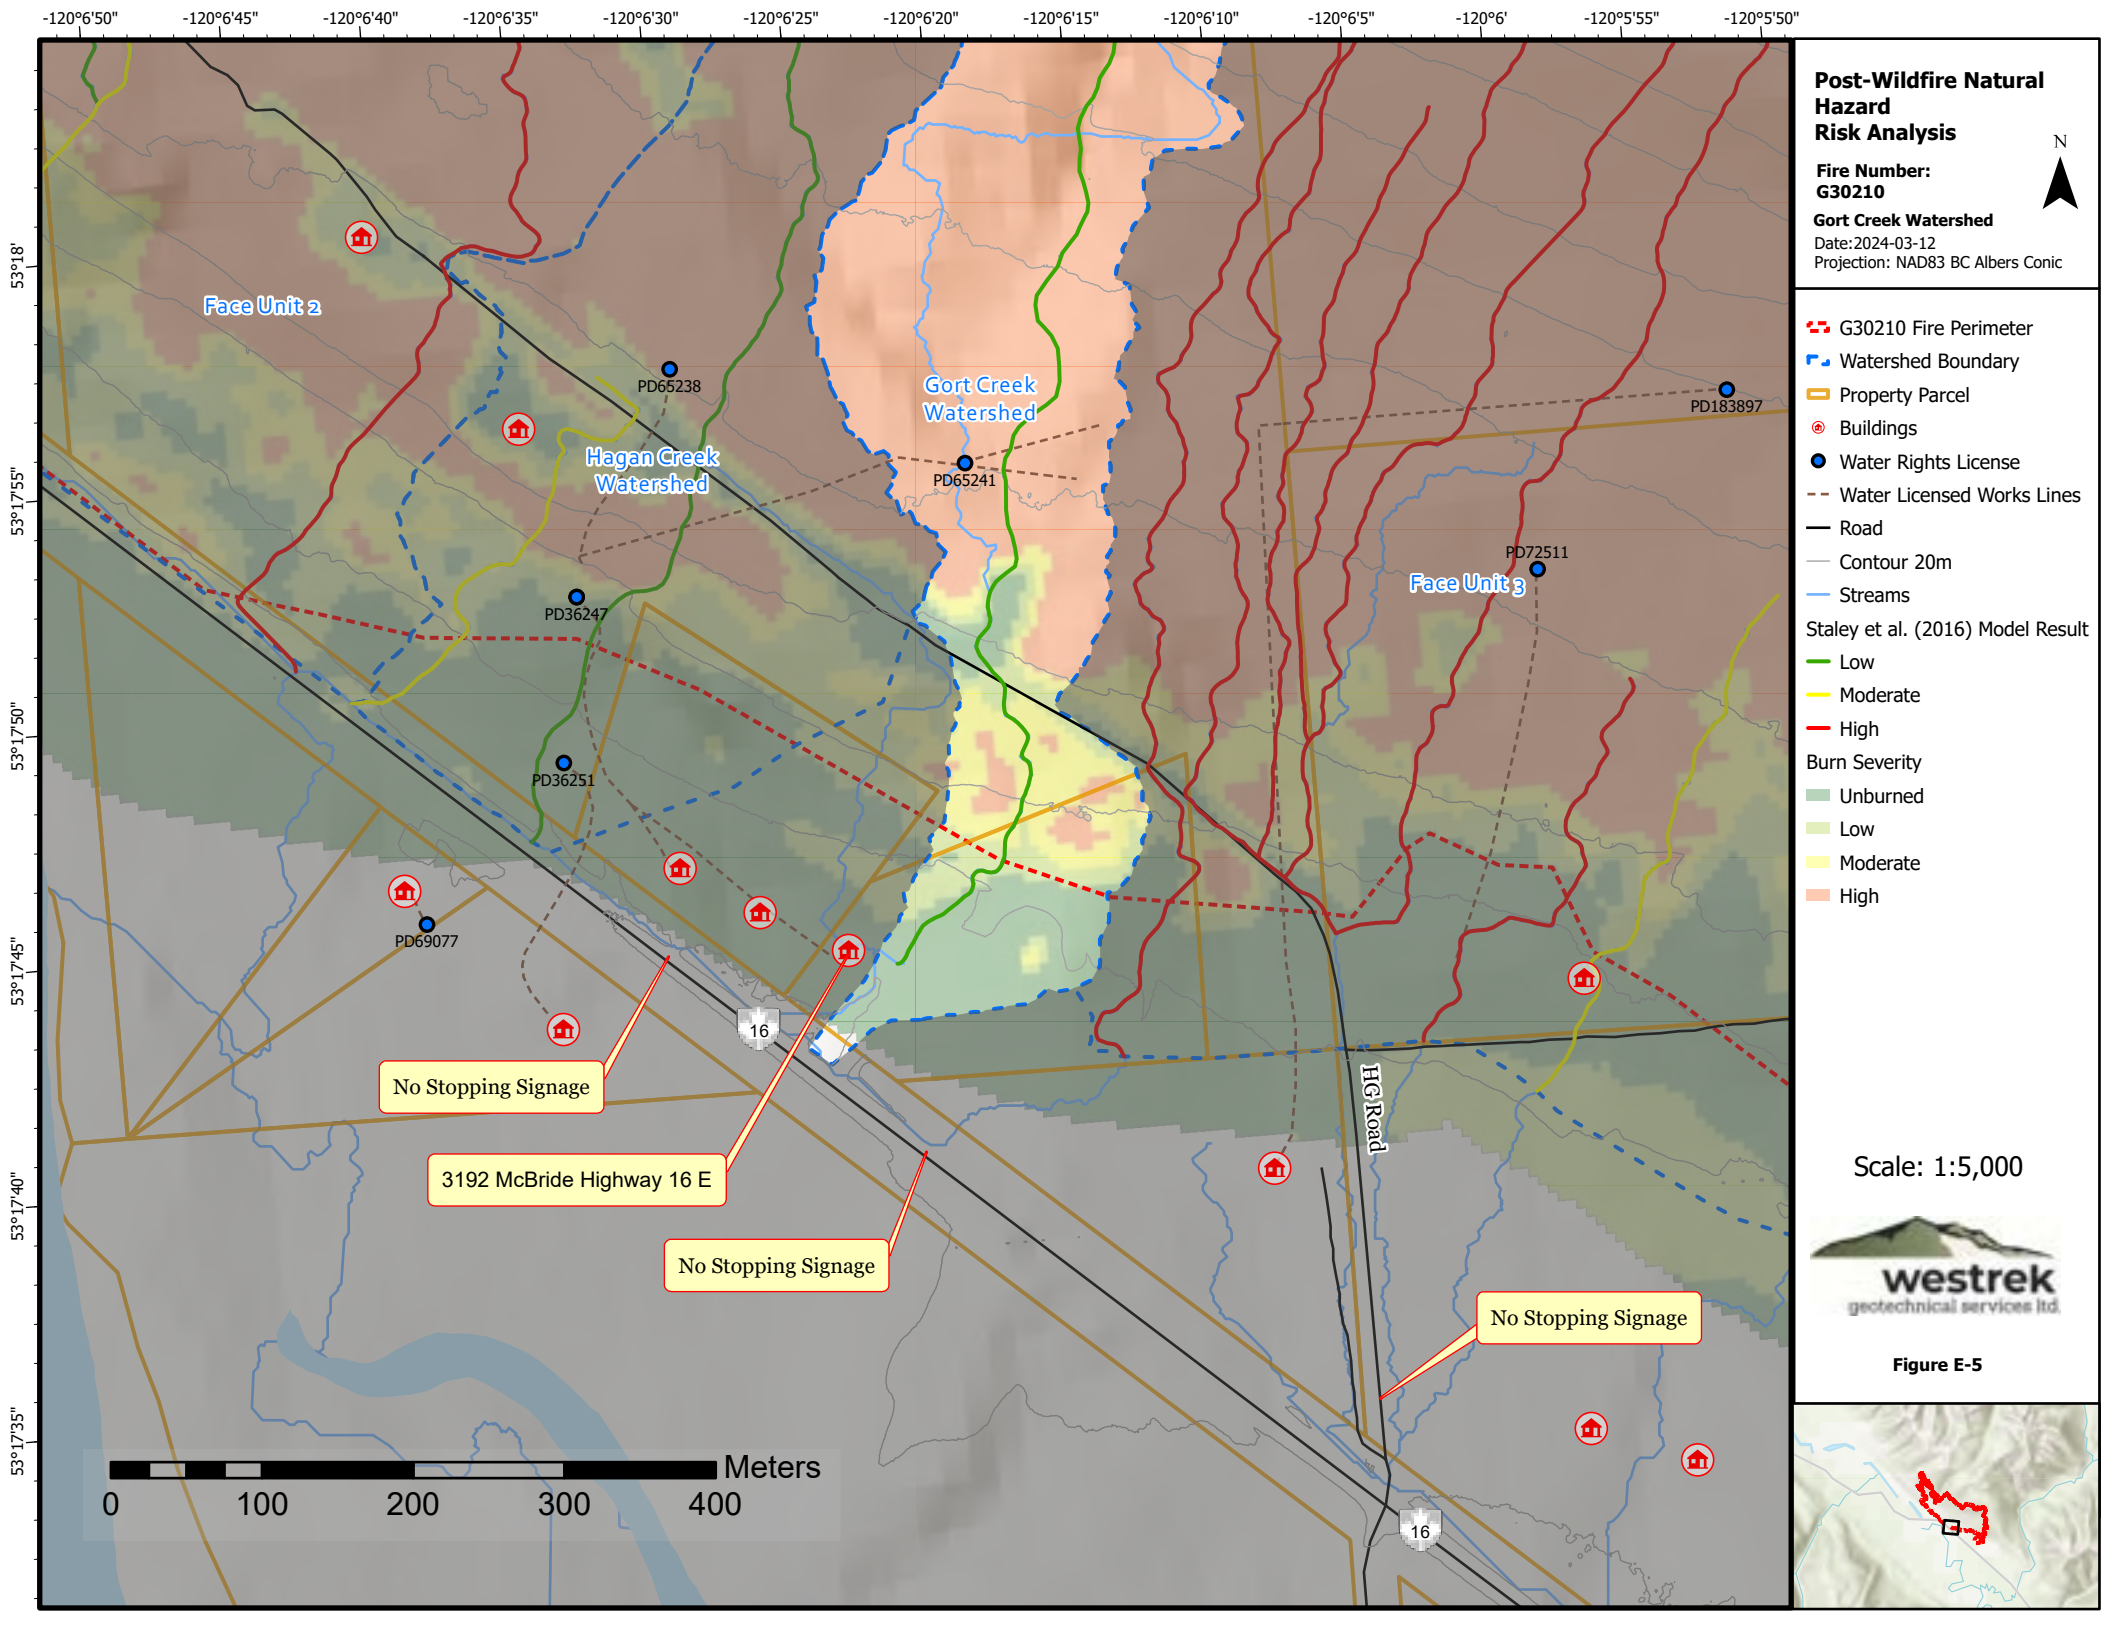 -120°6'50"
-120°6'45"
-120°6'40"
-120°6'35"
-120°6'30"
-120°6'20"
-120°6'15"
-120°6'10"
-120°6'5"
-120°6'
-120°5'55"
-120°5'50"
53°18'
53°17'55"
53°17'50"
53°17'45"
53°17'40"
53°17'35"
Face Unit 2
PD65238
Gort Creek
Watershed
PD183897
Hagan Creek
Watershed
PD65241
PD72511
Face Unit 3
PD36247
PD36251
PD69077
16
No Stopping Signage
HG Road
3192 McBride Highway 16 E
No Stopping Signage
No Stopping Signage
16
Meters
0 100 200 300 400
Post-Wildfire Natural
Hazard
Risk Analysis
N
Fire Number:
G30210
Gort Creek Watershed
Date:2024-03-12
Projection: NAD83 BC Albers Conic
G30210 Fire Perimeter
Watershed Boundary
Property Parcel
Buildings
Water Rights License
Water Licensed Works Lines
Road
Contour 20m
Streams
Staley et al. (2016) Model Result
Low
Moderate
High
Burn Severity
Unburned
Low
Moderate
High
Scale: 1:5,000
westrek
geotechnical services ltd.
Figure E-5